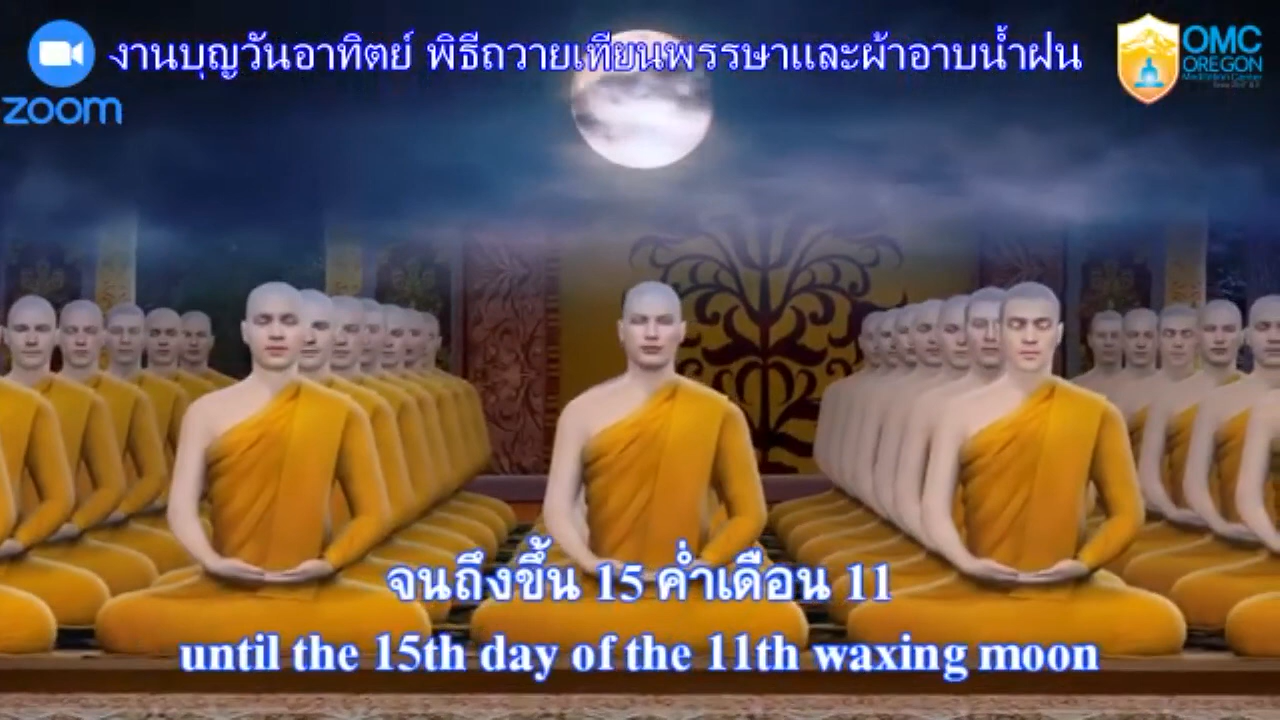 งานบุญวันอาทิตย์ พิธีถวายเทียนพรรษาและผ้าอาบน้ำฝน
zoom
OMC
OREGON
Meditation Center
จนถึงขึ้น 15 ค่ำเดือน 11
until the 15th day of the 11th waxing moon